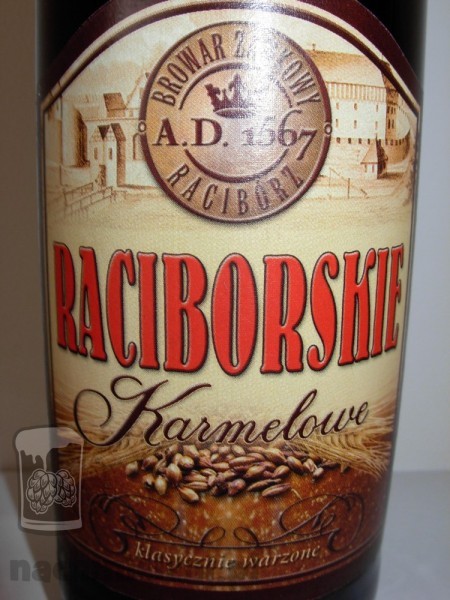 BROWAR ZAMKOWY
A.D. 1567
RACIBÓRZ
RACIBORSKIE
Karmelowe
klasycznie warzone